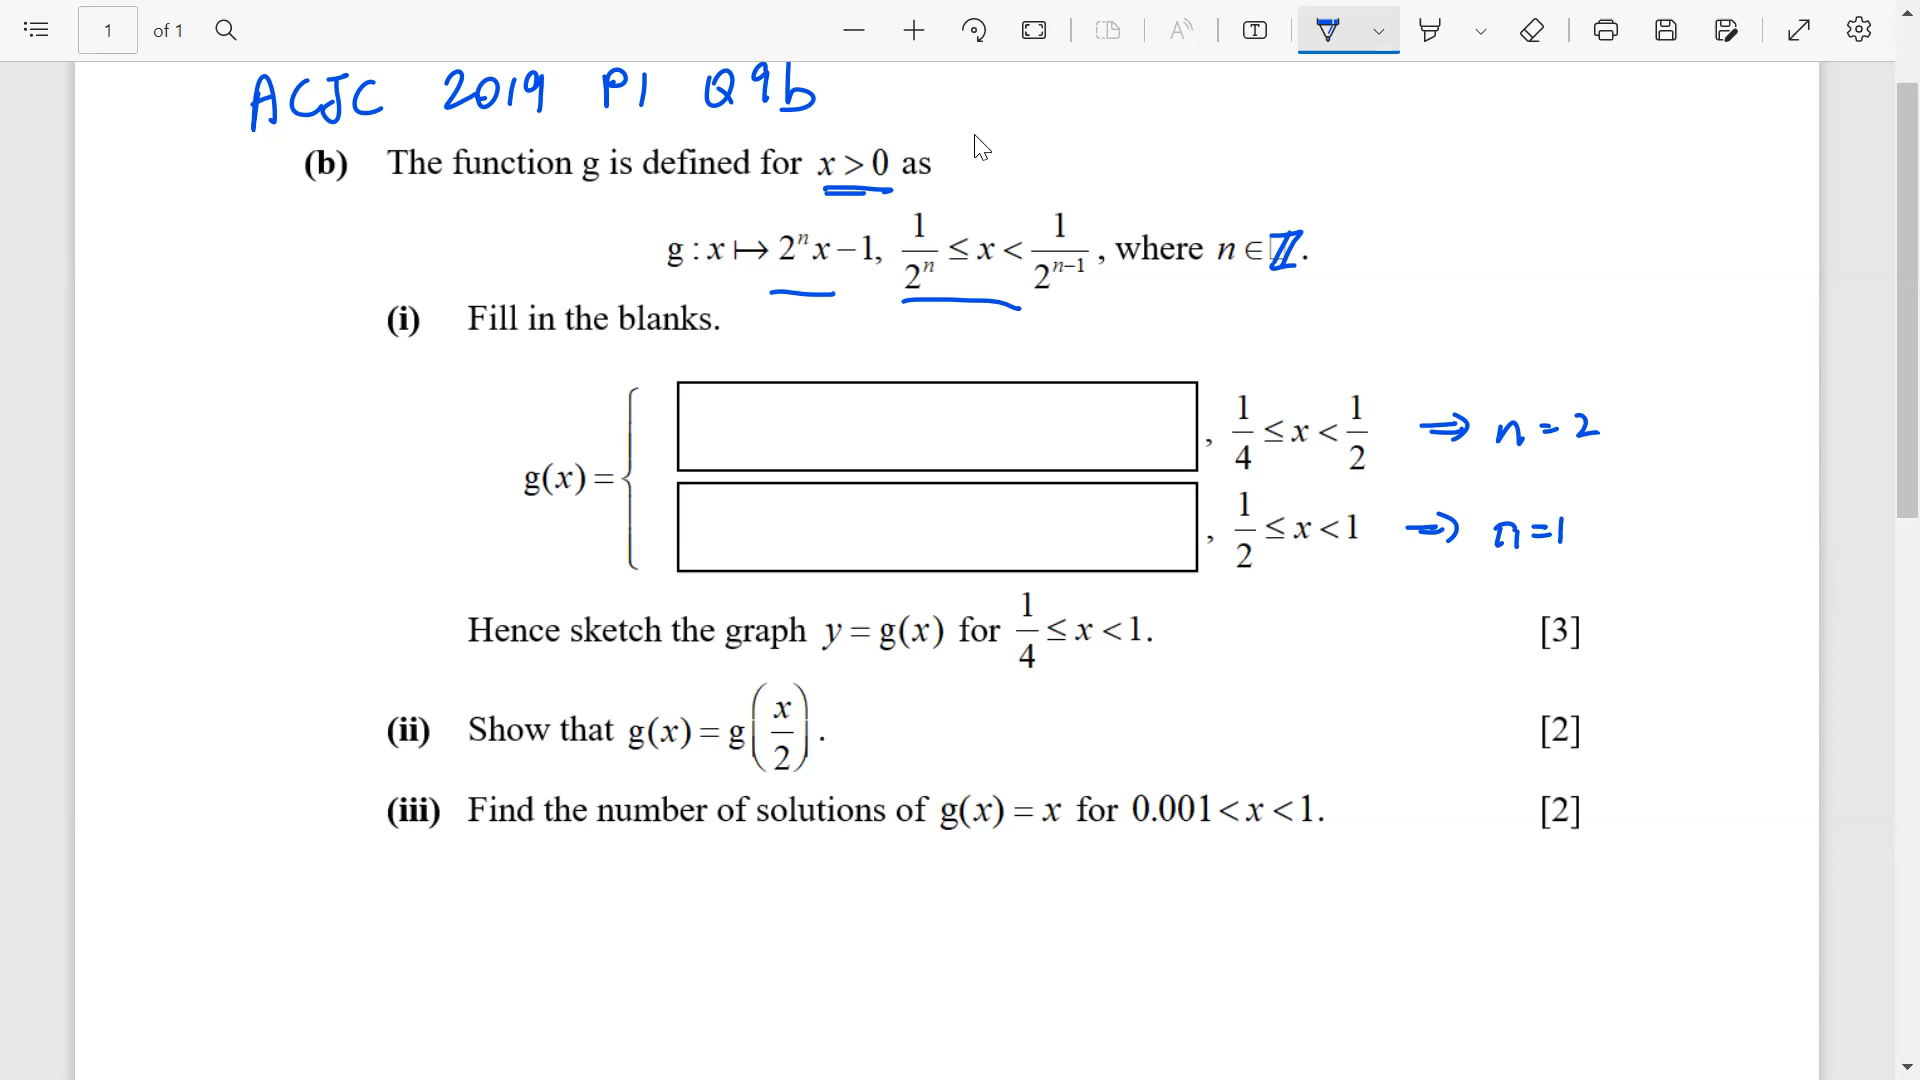 1 of 1
ACJC 2019 P1 Q9b
(b) The function g is defined for x > 0 as
g : x ↦ 2ⁿx − 1, 1/2ⁿ ≤ x < 1/2ⁿ⁻¹, where n ∈ ℤ.
(i) Fill in the blanks.
, 1/4 ≤ x < 1/2 ⇒ n = 2
g(x) =
, 1/2 ≤ x < 1 ⇒ n = 1
Hence sketch the graph y = g(x) for 1/4 ≤ x < 1. [3]
(ii) Show that g(x) = g(x/2). [2]
(iii) Find the number of solutions of g(x) = x for 0.001 < x < 1. [2]